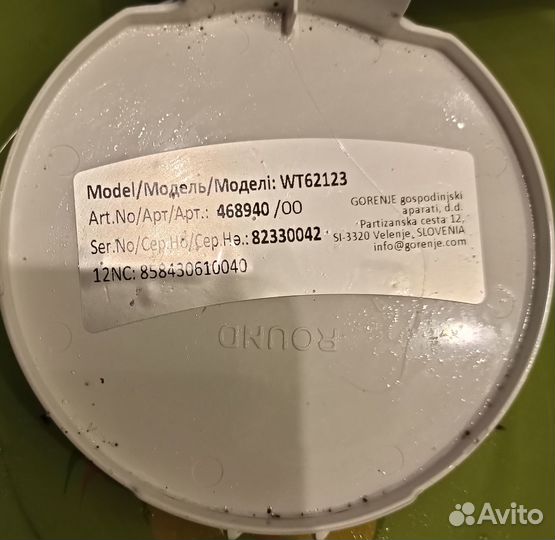 Model/Модель/Моделі: WT62123
Art.No/Арт/Арт.: 468940 /00
Ser.No/Сер.Но/Сер.Нө.: 82330042
12NC: 858430610040
GORENJE gospodinjski
aparati, d.d.
Partizanska cesta 12,
SI-3320 Velenje, SLOVENIA
info@gorenje.com
ROUND
Avito